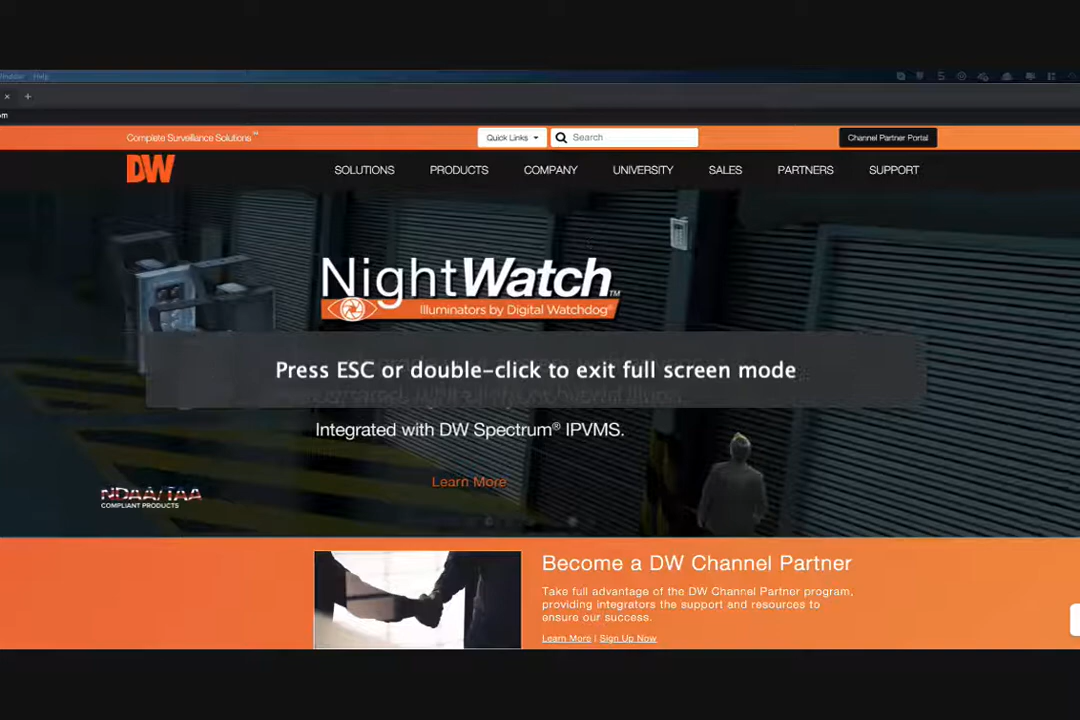 Window Help
× +
om
Complete Surveillance Solutions™
Quick Links
Search
Channel Partner Portal
DW
SOLUTIONS PRODUCTS COMPANY UNIVERSITY SALES PARTNERS SUPPORT
NightWatch™
Illuminators by Digital Watchdog®
Press ESC or double-click to exit full screen mode
Integrated with DW Spectrum® IPVMS.
Learn More
NDAA/TAA
COMPLIANT PRODUCTS
Become a DW Channel Partner
Take full advantage of the DW Channel Partner program,
providing integrators the support and resources to
ensure our success.
Learn More | Sign Up Now